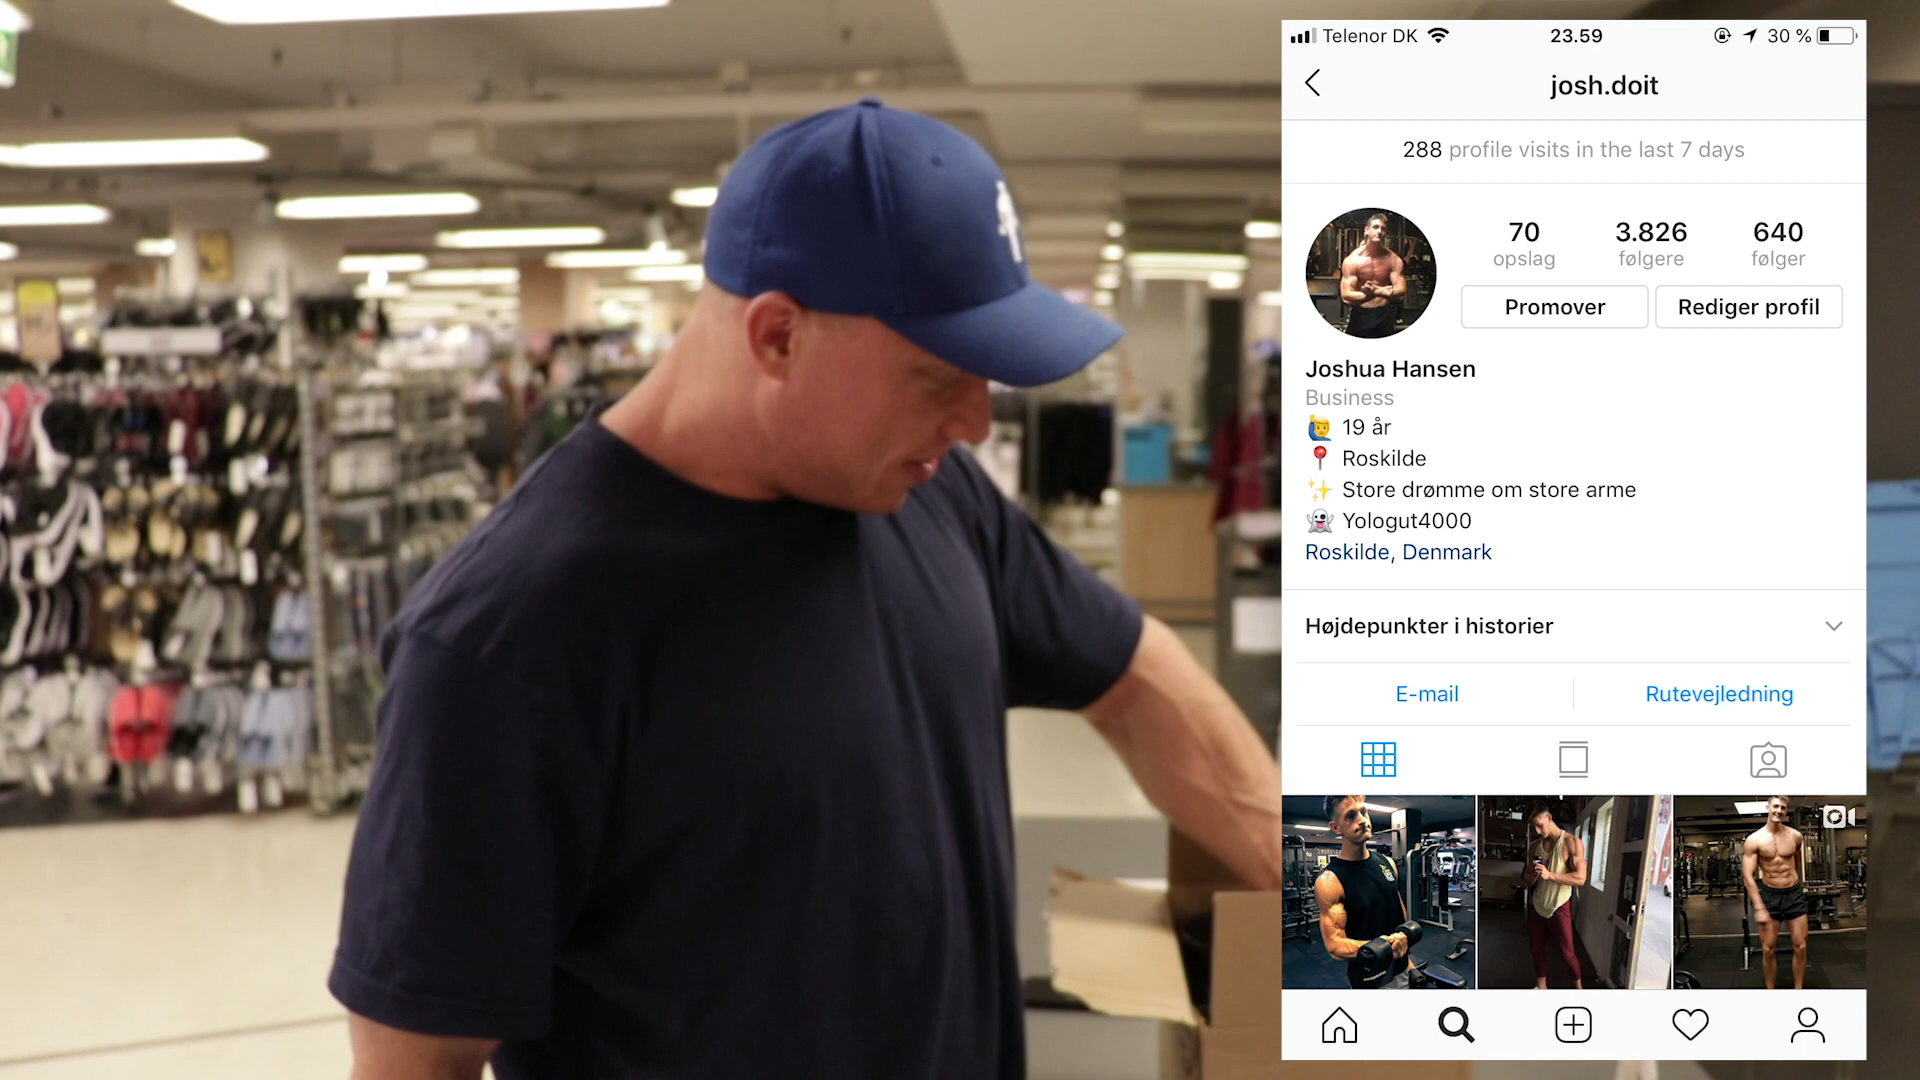 Telenor DK 23.59 30 %
josh.doit
288 profile visits in the last 7 days
70 3.826 640
opslag følgere følger
Promover Rediger profil
Joshua Hansen
Business
19 år
Roskilde
Store drømme om store arme
Yologut4000
Roskilde, Denmark
Højdepunkter i historier
E-mail Rutevejledning